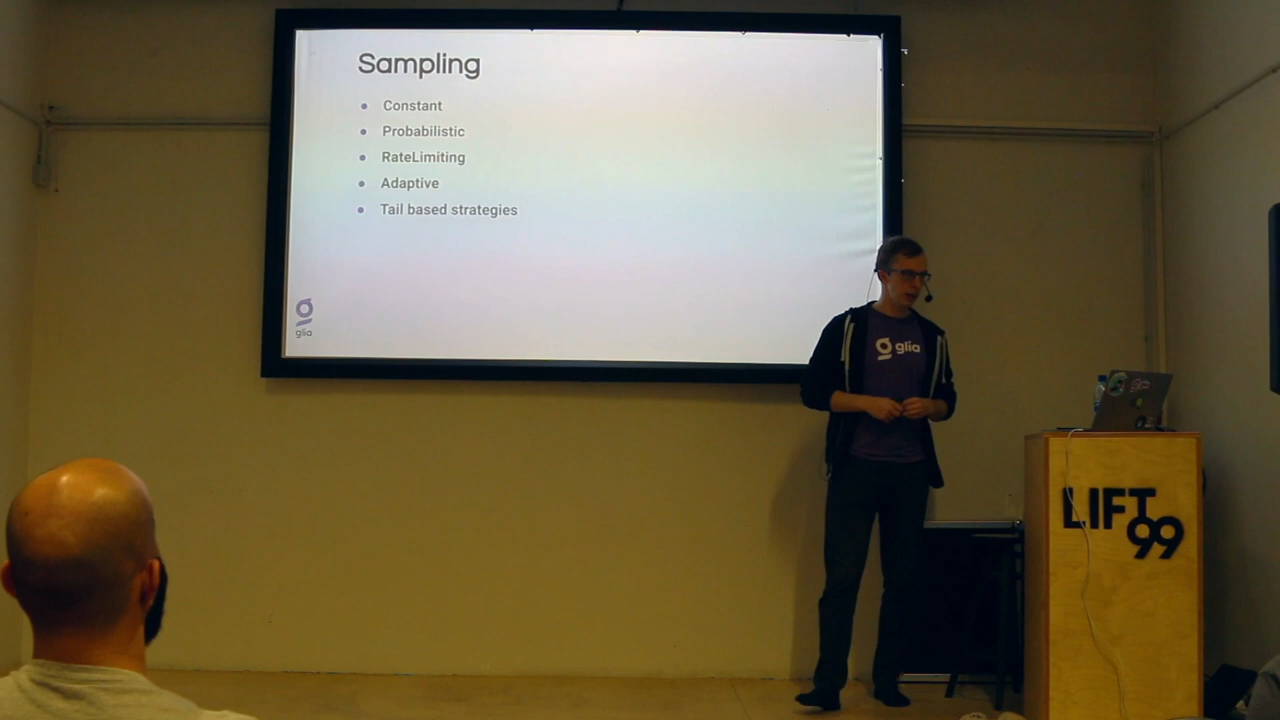 Sampling
Constant
Probabilistic
RateLimiting
Adaptive
Tail based strategies
glia
glia
LIFT
99